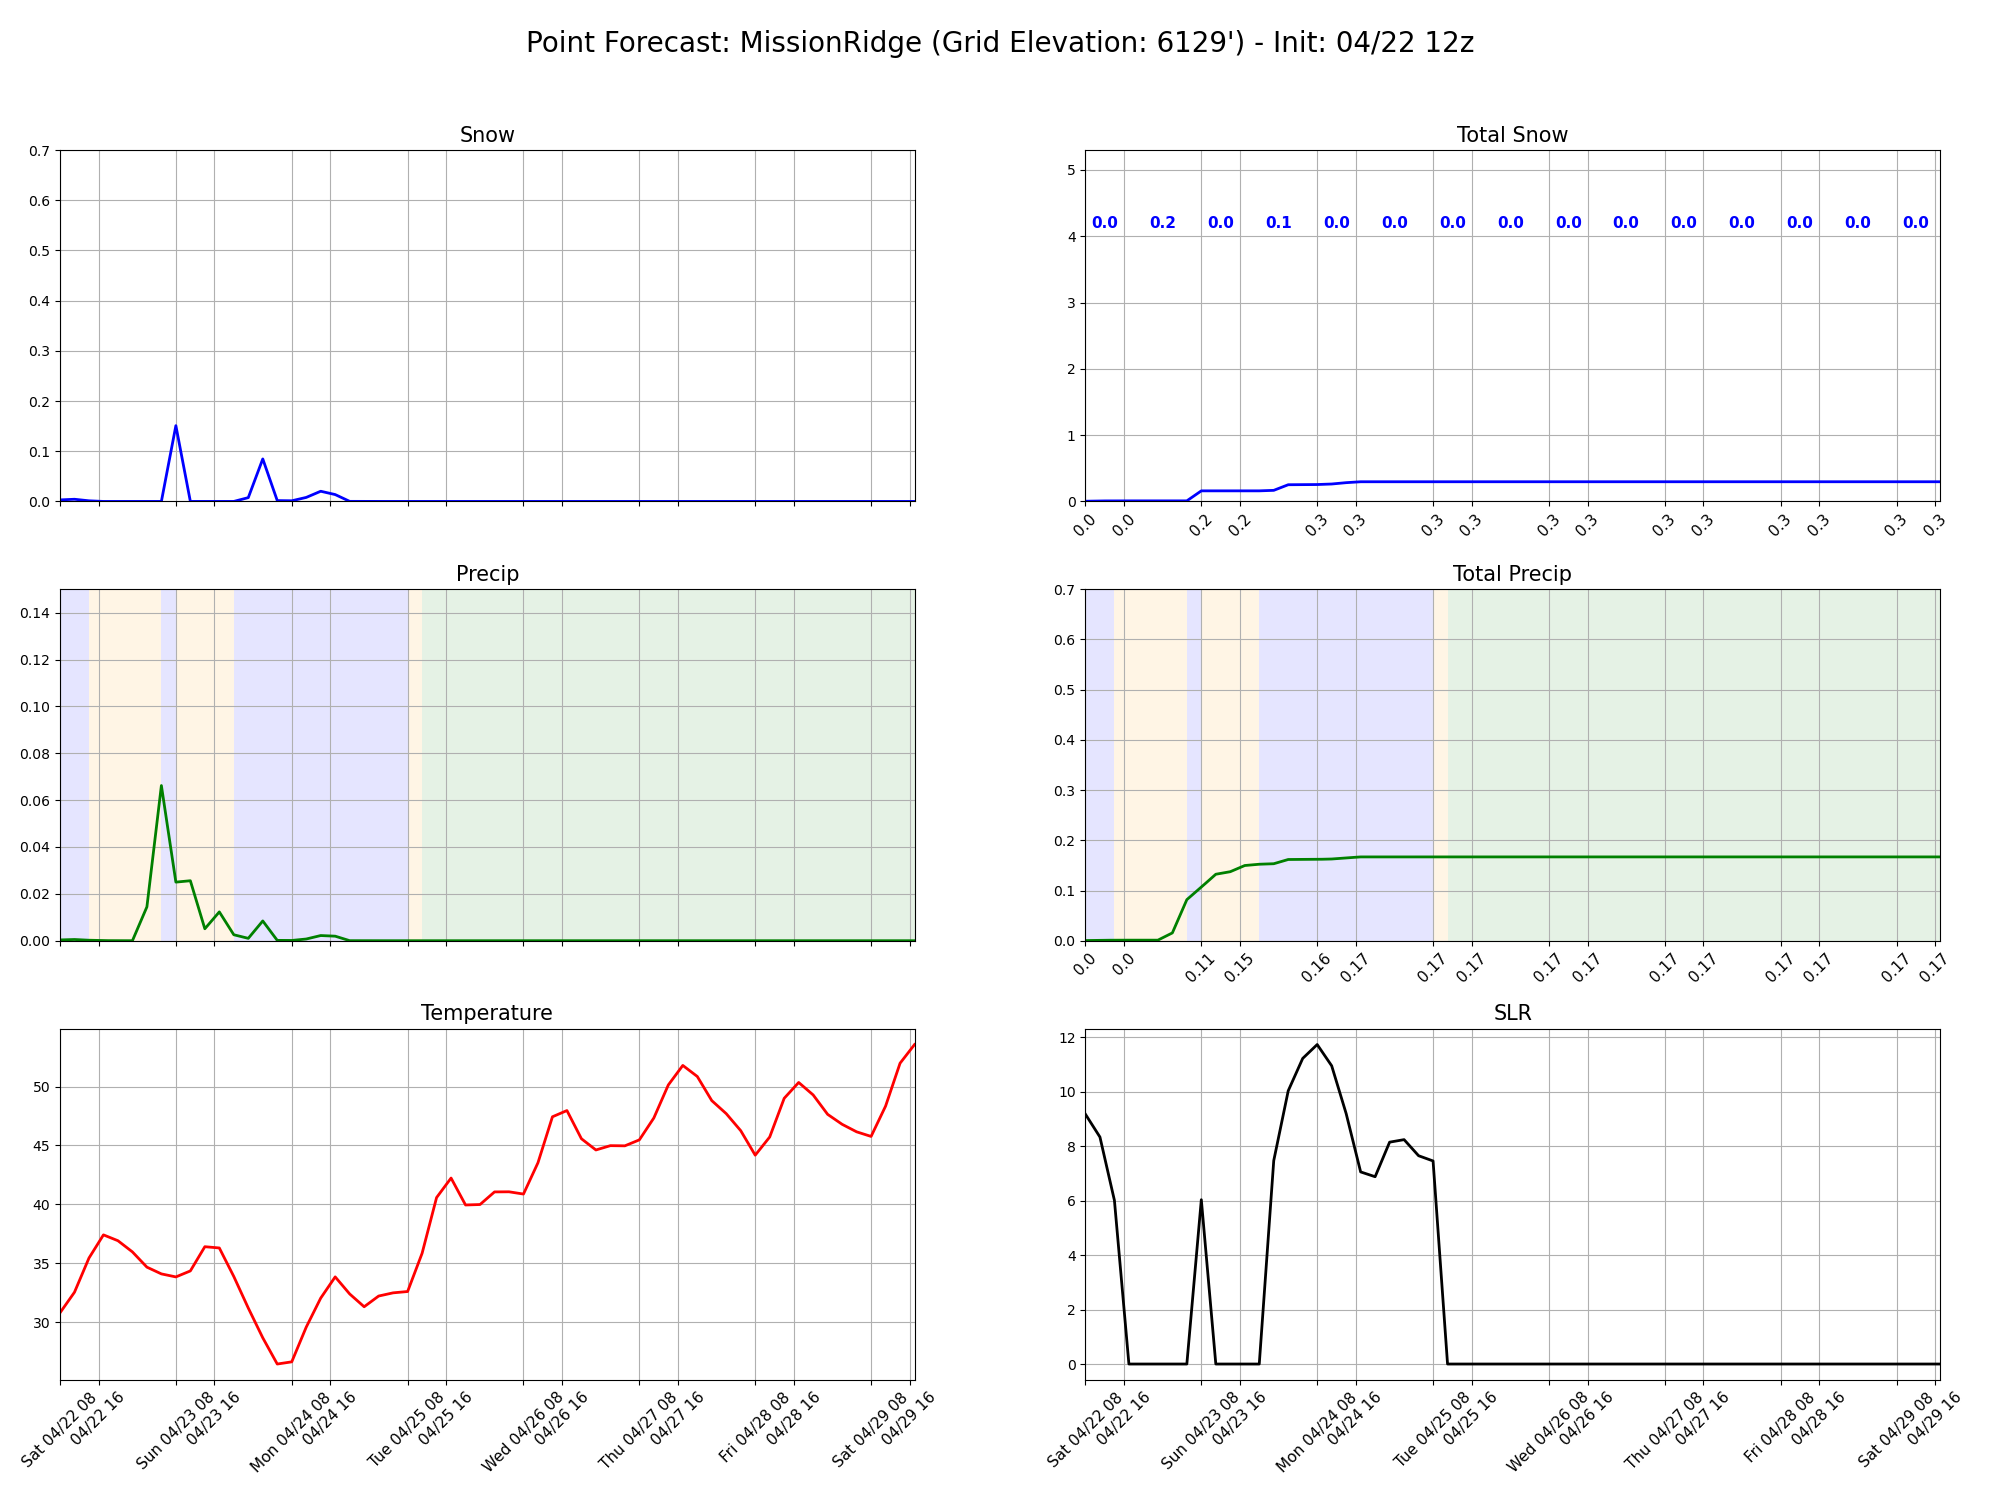 Point Forecast: MissionRidge (Grid Elevation: 6129') - Init: 04/22 12z
Snow
0.7
0.6
0.5
0.4
0.3
0.2
0.1
0.0
Total Snow
5
4
3
2
1
0
0.0 0.2 0.0 0.1 0.0 0.0 0.0 0.0 0.0 0.0 0.0 0.0 0.0 0.0 0.0
0.0 0.0 0.2 0.2 0.3 0.3 0.3 0.3 0.3 0.3 0.3 0.3 0.3 0.3 0.3 0.3
Precip
0.14
0.12
0.10
0.08
0.06
0.04
0.02
0.00
Total Precip
0.7
0.6
0.5
0.4
0.3
0.2
0.1
0.0
0.0 0.0 0.11 0.15 0.16 0.17 0.17 0.17 0.17 0.17 0.17 0.17 0.17 0.17 0.17 0.17
Temperature
50
45
40
35
30
Sat 04/22 08
04/22 16
Sun 04/23 08
04/23 16
Mon 04/24 08
04/24 16
Tue 04/25 08
04/25 16
Wed 04/26 08
04/26 16
Thu 04/27 08
04/27 16
Fri 04/28 08
04/28 16
Sat 04/29 08
04/29 16
SLR
12
10
8
6
4
2
0
Sat 04/22 08
04/22 16
Sun 04/23 08
04/23 16
Mon 04/24 08
04/24 16
Tue 04/25 08
04/25 16
Wed 04/26 08
04/26 16
Thu 04/27 08
04/27 16
Fri 04/28 08
04/28 16
Sat 04/29 08
04/29 16